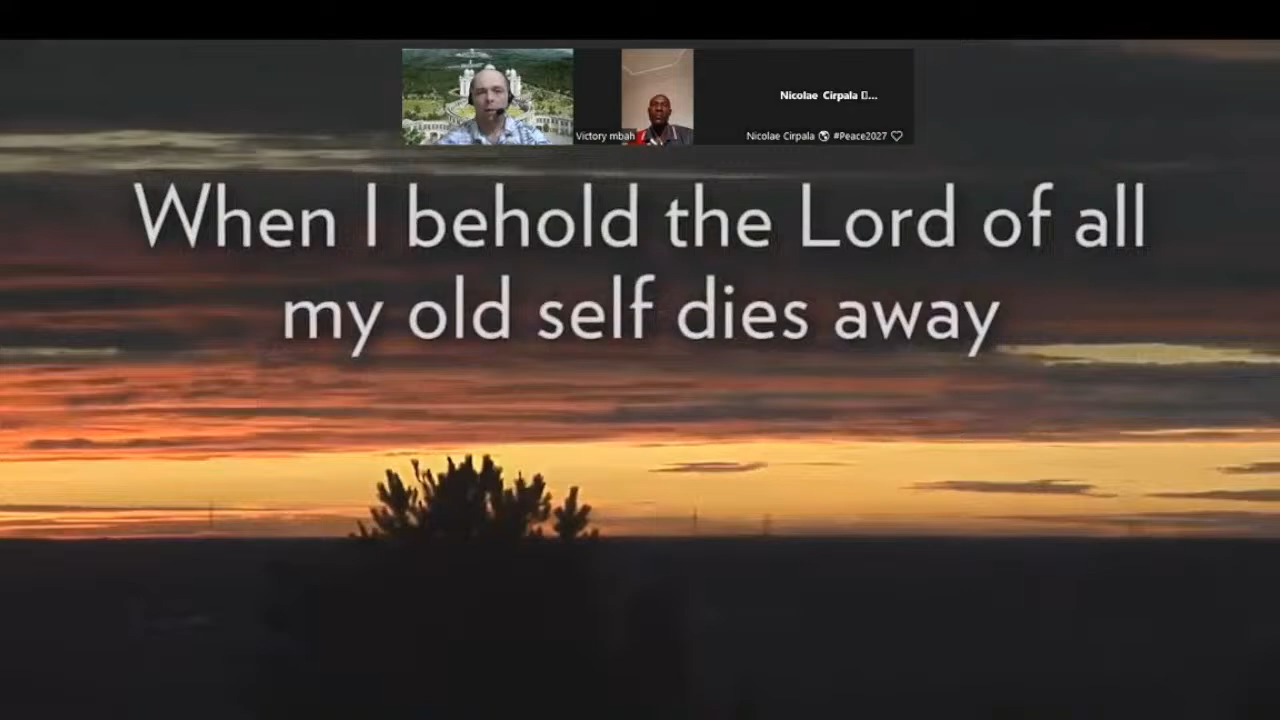 Nicolae Cirpala
Victory mbah
Nicolae Cirpala 🌎 #Peace2027 ♡
When I behold the Lord of all
my old self dies away